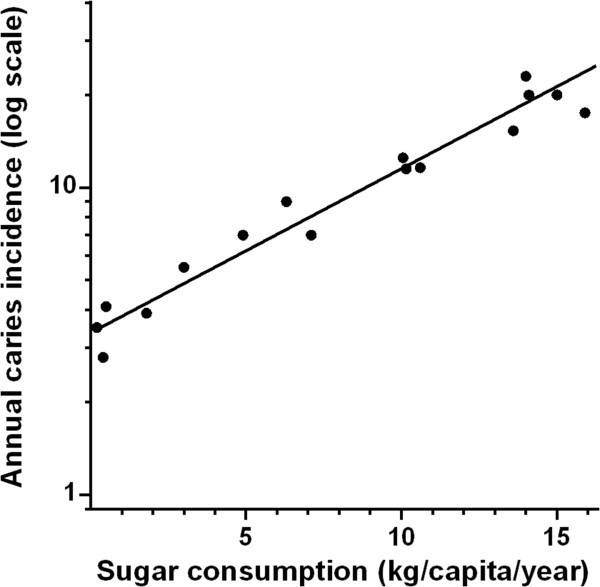 Annual caries incidence (log scale)
10
1
5 10 15
Sugar consumption (kg/capita/year)